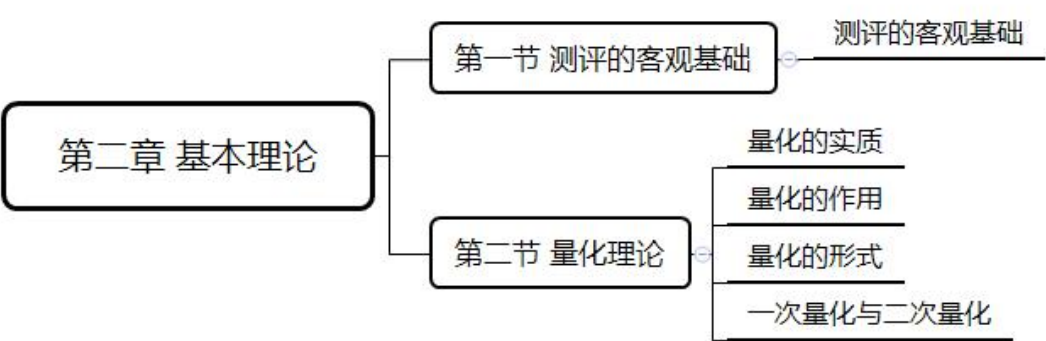 第二章 基本理论
第一节 测评的客观基础
测评的客观基础
第二节 量化理论
量化的实质
量化的作用
量化的形式
一次量化与二次量化